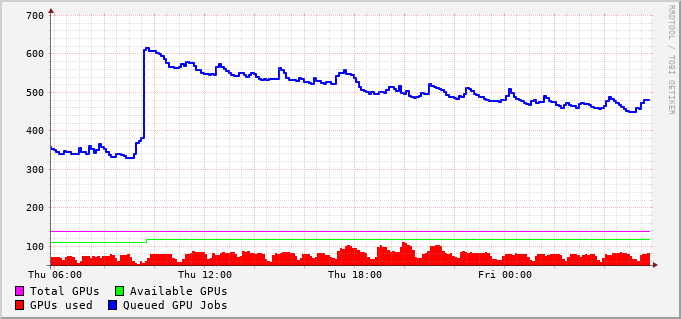 700
600
500
400
300
200
100
Thu 06:00 Thu 12:00 Thu 18:00 Fri 00:00
Total GPUs Available GPUs
GPUs used Queued GPU Jobs
RRDTOOL / TOBI OETIKER